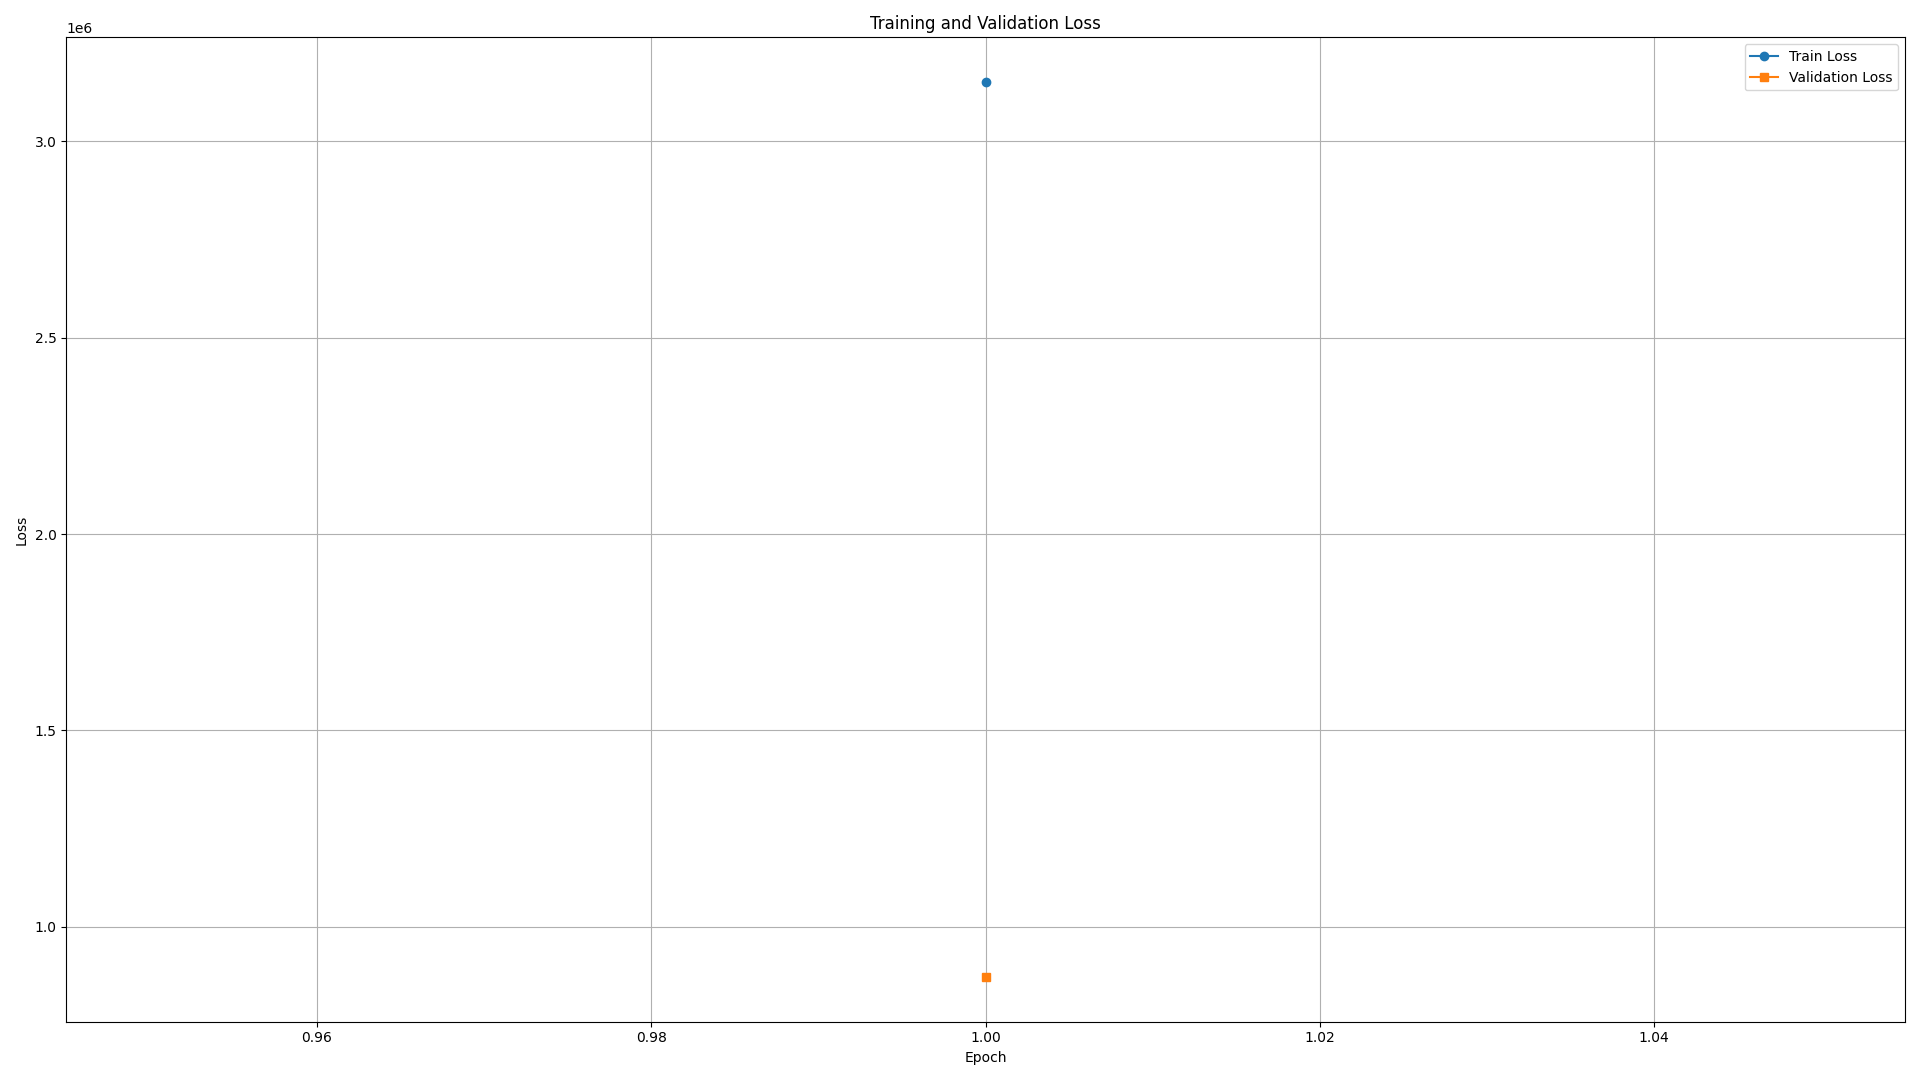 Training and Validation Loss
1e6
Train Loss
Validation Loss
3.0
2.5
2.0
1.5
1.0
Loss
0.96 0.98 1.00 1.02 1.04
Epoch